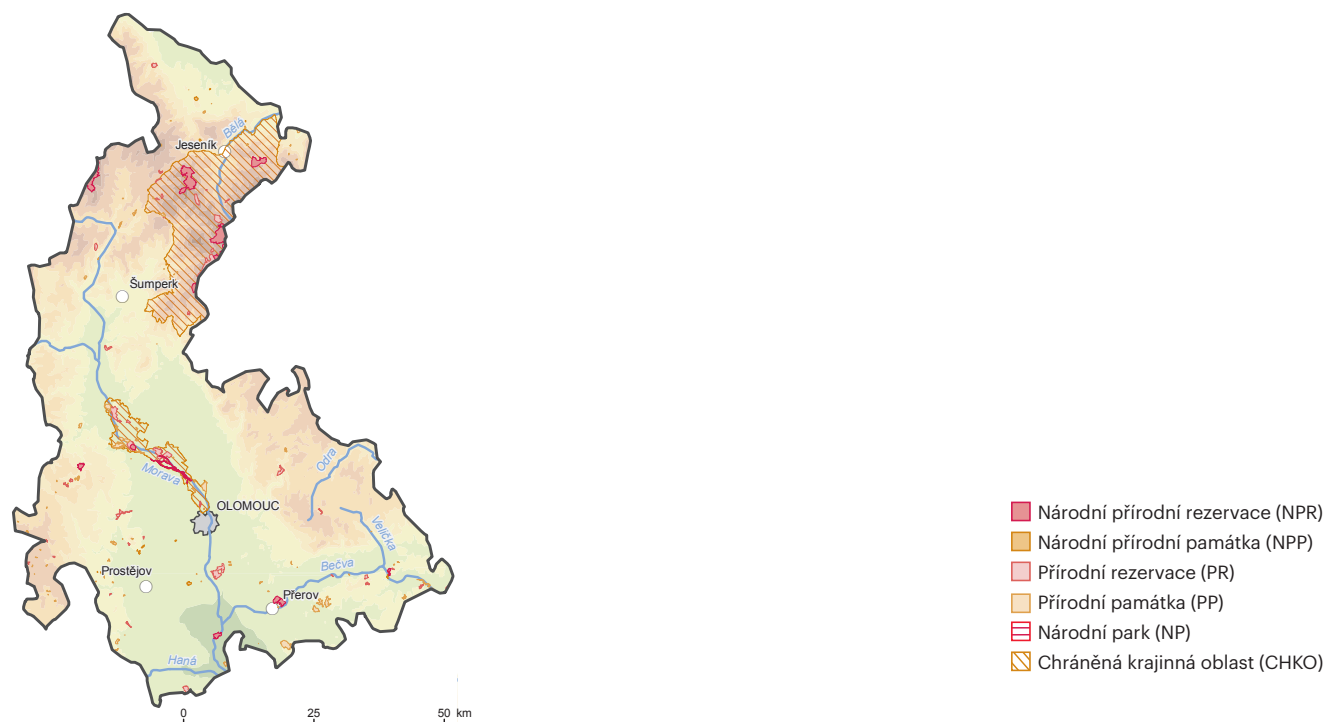 Bělá
Jeseník
Šumperk
Morava
Odra
OLOMOUC
Velička
Bečva
Prostějov
Přerov
Haná
0 25 50 km
Národní přírodní rezervace (NPR)
Národní přírodní památka (NPP)
Přírodní rezervace (PR)
Přírodní památka (PP)
Národní park (NP)
Chráněná krajinná oblast (CHKO)